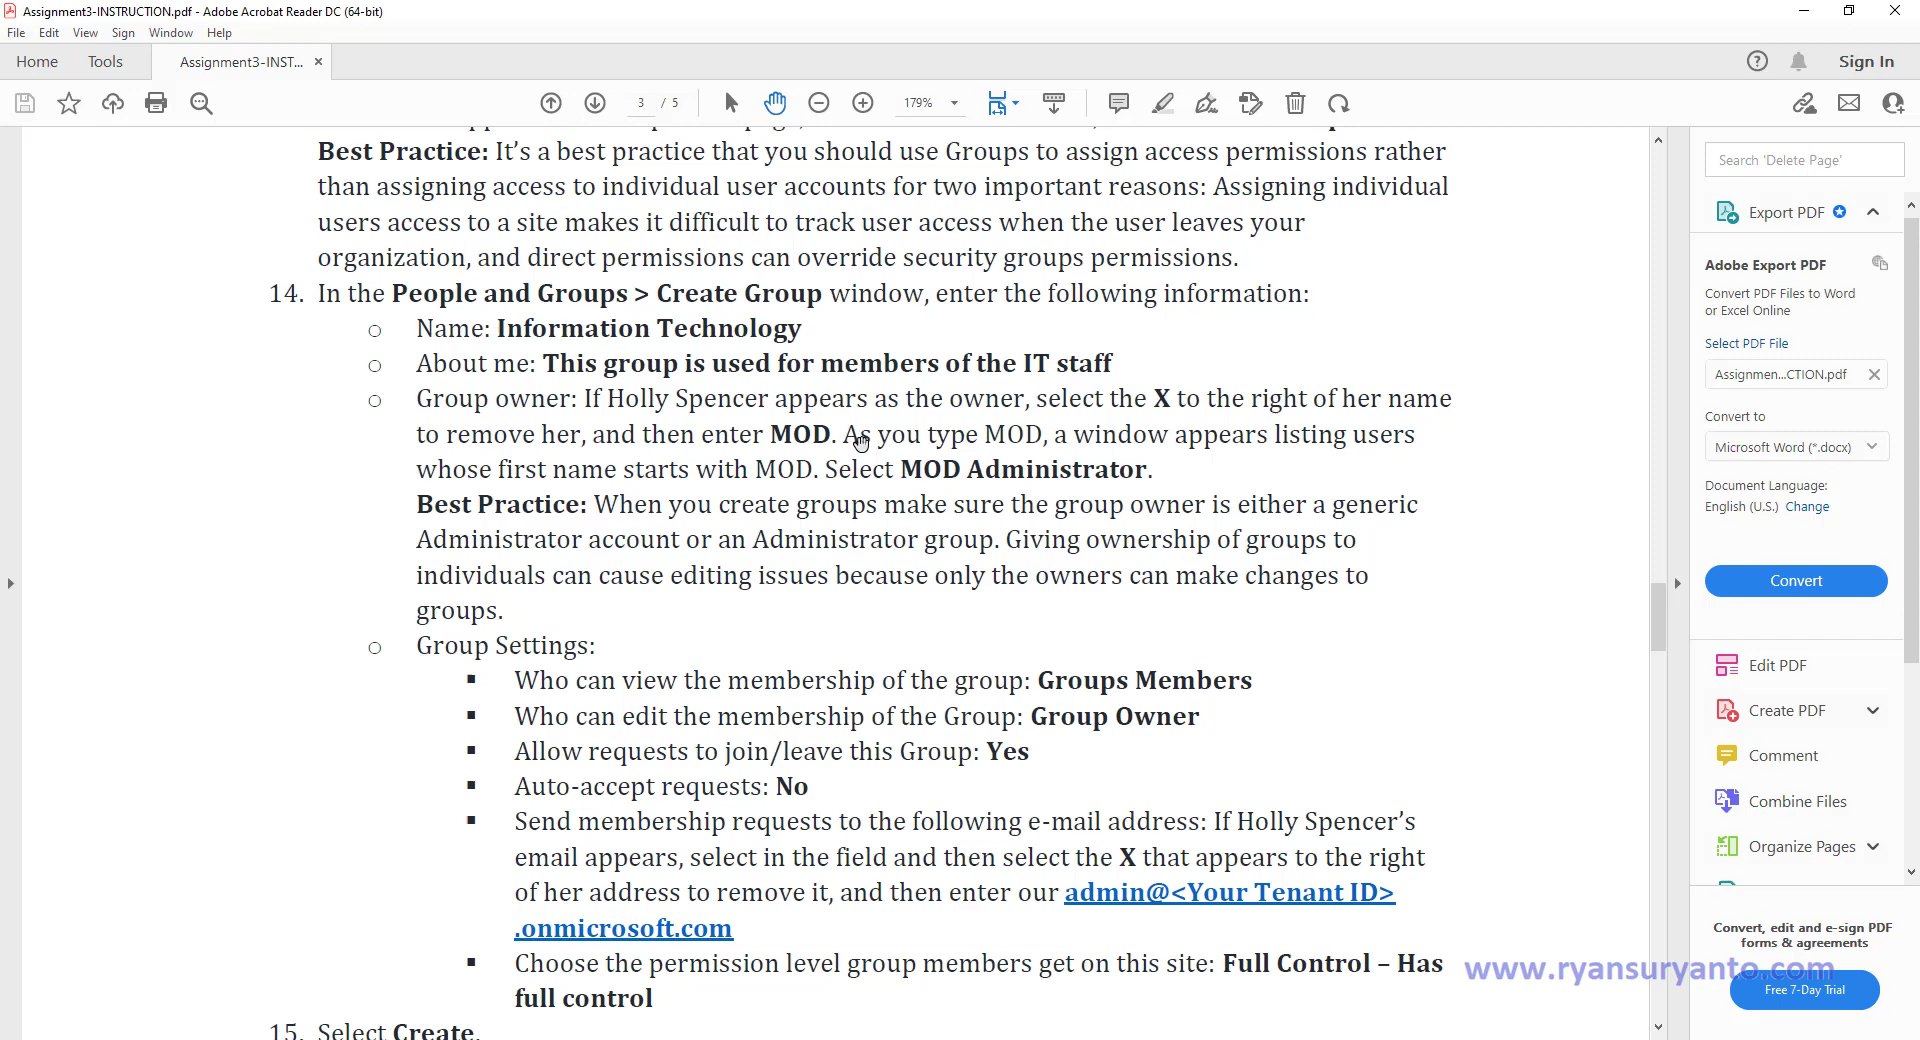 Assignment3-INSTRUCTION.pdf - Adobe Acrobat Reader DC (64-bit)
File Edit View Sign Window Help
Home Tools Assignment3-INST... × Sign In
3 / 5 179%
Best Practice: It’s a best practice that you should use Groups to assign access permissions rather
than assigning access to individual user accounts for two important reasons: Assigning individual
users access to a site makes it difficult to track user access when the user leaves your
organization, and direct permissions can override security groups permissions.
14. In the People and Groups > Create Group window, enter the following information:
o Name: Information Technology
o About me: This group is used for members of the IT staff
o Group owner: If Holly Spencer appears as the owner, select the X to the right of her name
to remove her, and then enter MOD. As you type MOD, a window appears listing users
whose first name starts with MOD. Select MOD Administrator.
Best Practice: When you create groups make sure the group owner is either a generic
Administrator account or an Administrator group. Giving ownership of groups to
individuals can cause editing issues because only the owners can make changes to
groups.
o Group Settings:
▪ Who can view the membership of the group: Groups Members
▪ Who can edit the membership of the Group: Group Owner
▪ Allow requests to join/leave this Group: Yes
▪ Auto-accept requests: No
▪ Send membership requests to the following e-mail address: If Holly Spencer’s
email appears, select in the field and then select the X that appears to the right
of her address to remove it, and then enter our admin@<Your Tenant ID>
.onmicrosoft.com
▪ Choose the permission level group members get on this site: Full Control – Has
full control
15. Select Create.
Search 'Delete Page'
Export PDF
Adobe Export PDF
Convert PDF Files to Word
or Excel Online
Select PDF File
Assignmen...CTION.pdf
Convert to
Microsoft Word (*.docx)
Document Language:
English (U.S.) Change
Convert
Edit PDF
Create PDF
Comment
Combine Files
Organize Pages
Convert, edit and e-sign PDF
forms & agreements
www.ryansuryanto.com
Free 7-Day Trial